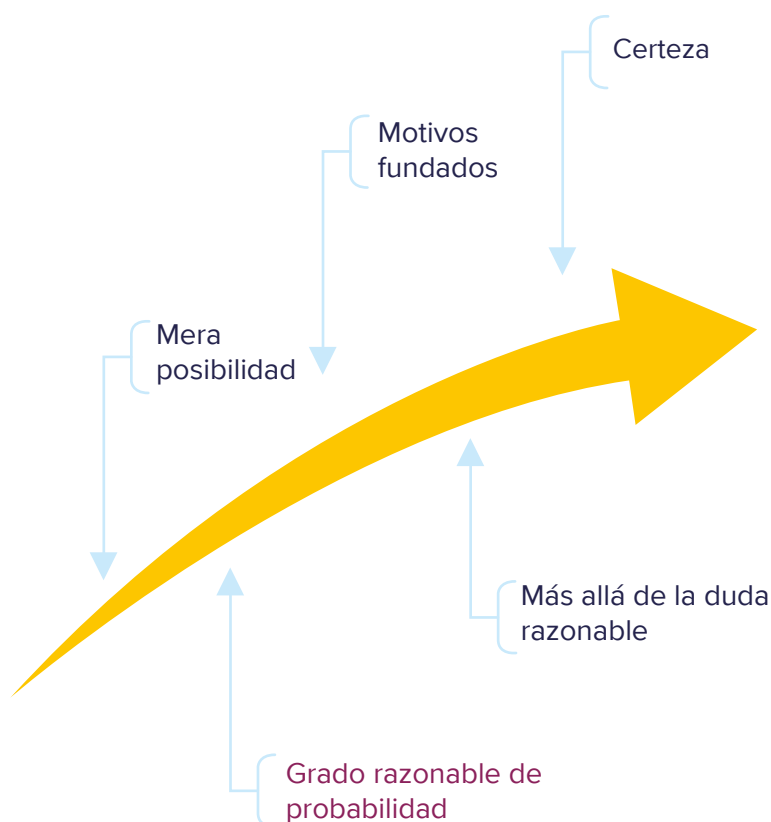 Certeza
Motivos
fundados
Mera
posibilidad
Más allá de la duda
razonable
Grado razonable de
probabilidad